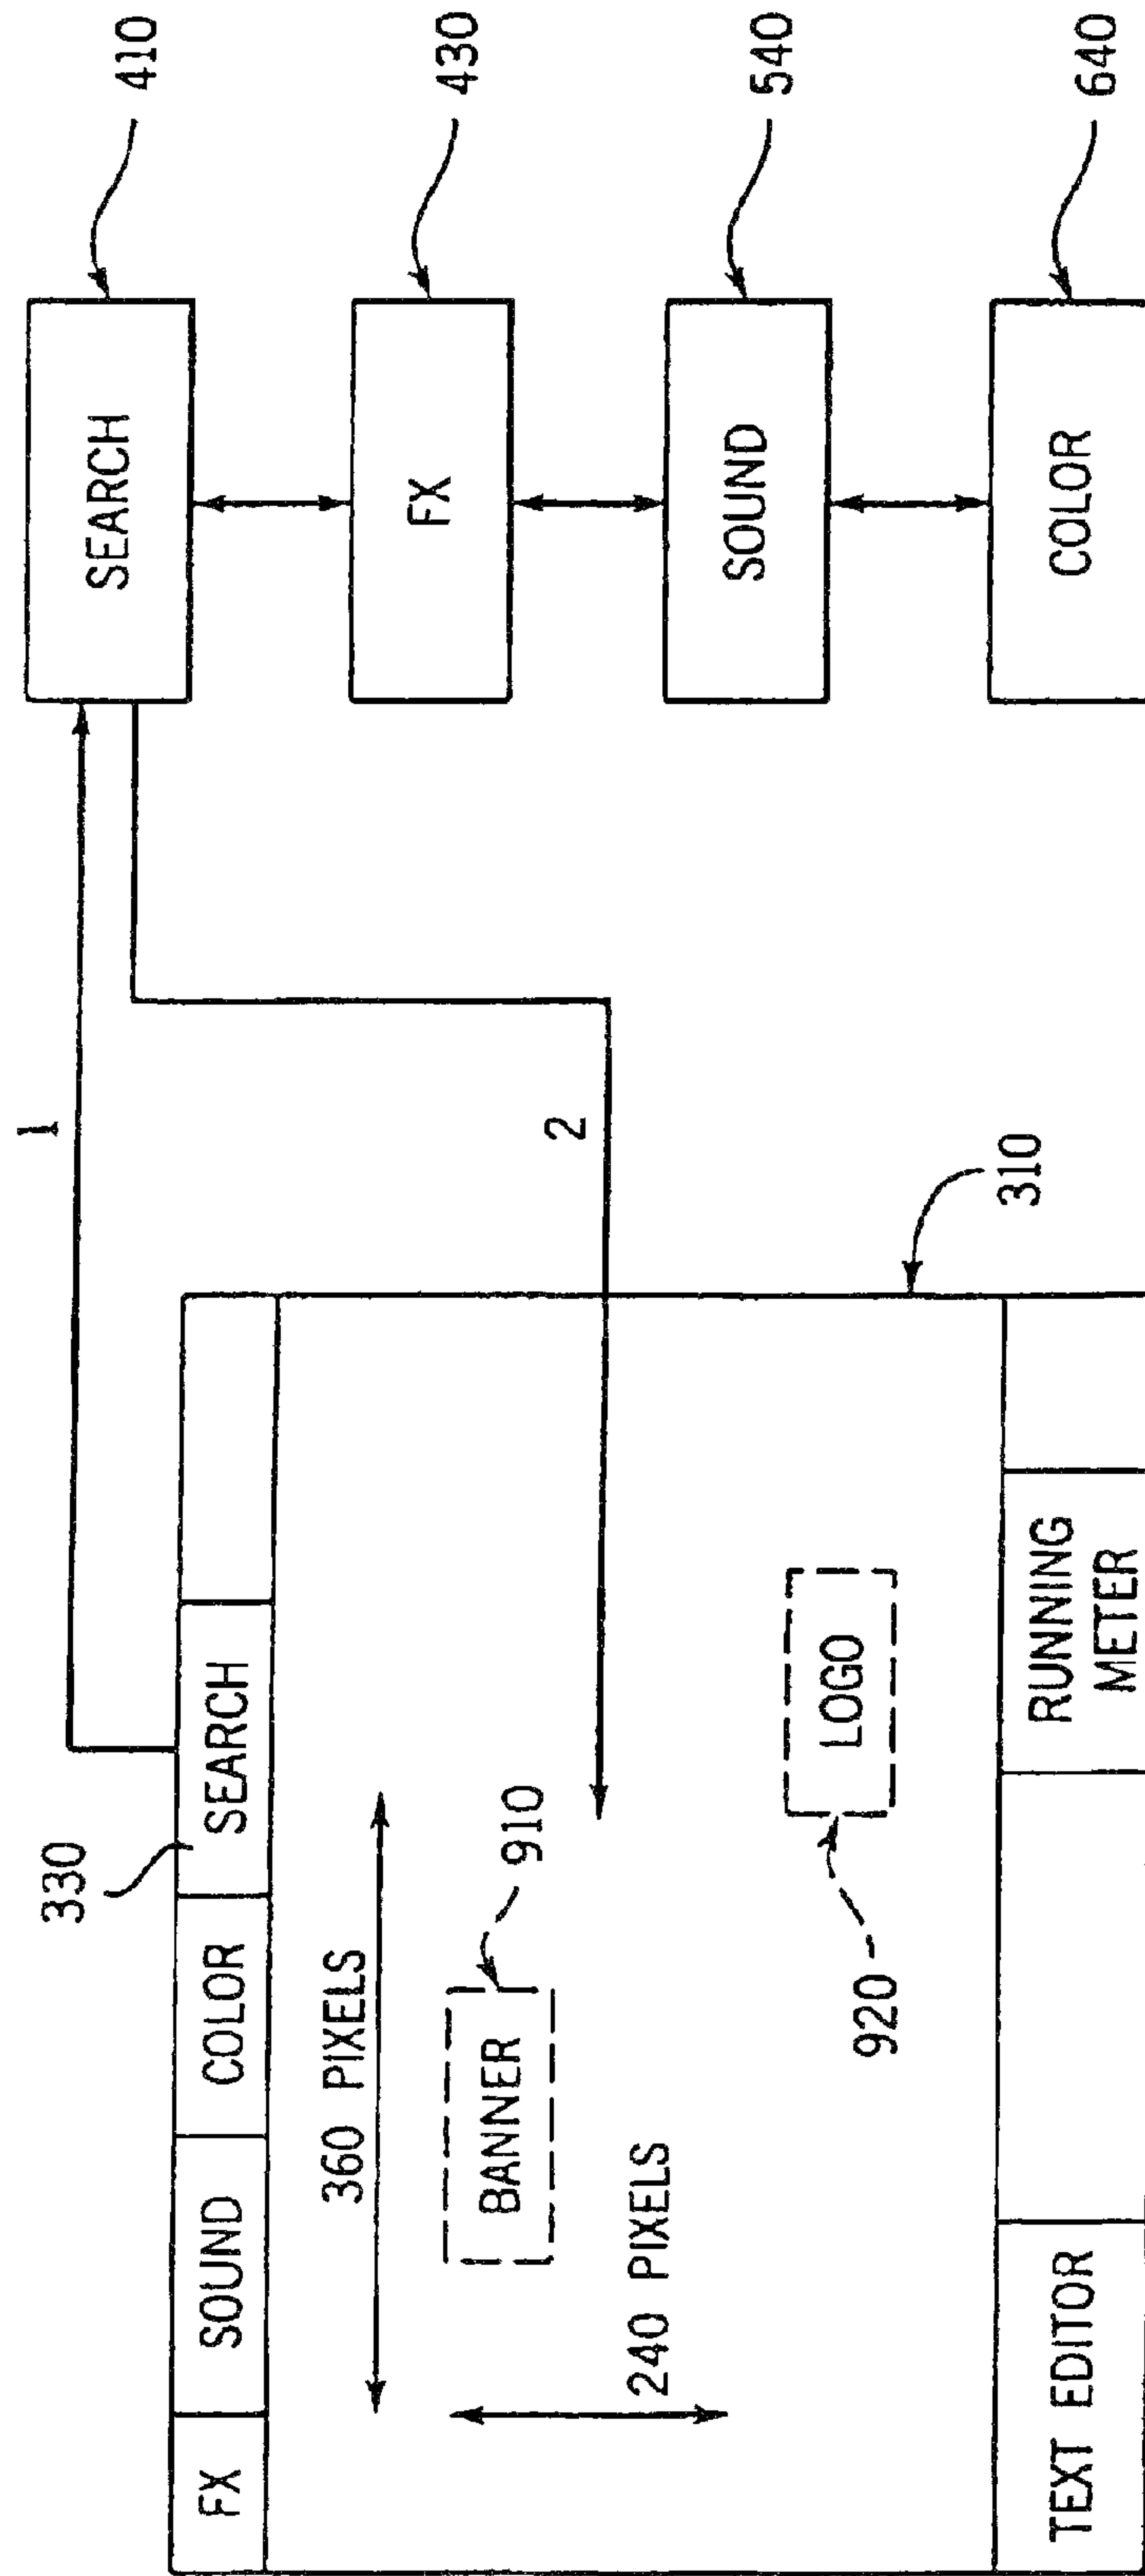 1
SEARCH
410
330
FX
SOUND
COLOR
SEARCH
360 PIXELS
FX
430
BANNER
910
2
240 PIXELS
SOUND
540
LOGO
920
310
TEXT EDITOR
RUNNING
METER
COLOR
640